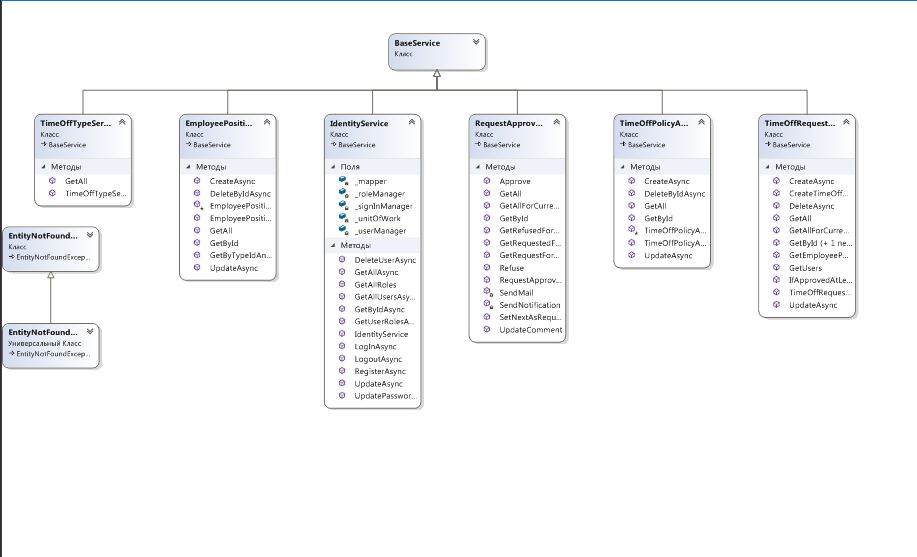 BaseService
Класс
TimeOffTypeSer...
Класс
BaseService
Методы
GetAll
TimeOffTypeSe...
EmployeePositi...
Класс
BaseService
Методы
CreateAsync
DeleteByIdAsync
EmployeePositi...
EmployeePositi...
GetAll
GetById
GetByTypeIdAn...
UpdateAsync
IdentityService
Класс
BaseService
Поля
_mapper
_roleManager
_signInManager
_unitOfWork
_userManager
Методы
DeleteUserAsync
GetAllAsync
GetAllRoles
GetAllUsersAsy...
GetByIdAsync
GetUserRolesA...
IdentityService
LogInAsync
LogoutAsync
RegisterAsync
UpdateAsync
UpdatePasswor...
RequestApprov...
Класс
BaseService
Методы
Approve
GetAll
GetAllForCurre...
GetById
GetRefusedFor...
GetRequestedF...
GetRequestFor...
Refuse
RequestApprov...
SendMail
SendNotification
SetNextAsRequ...
UpdateComment
TimeOffPolicyA...
Класс
BaseService
Методы
CreateAsync
DeleteByIdAsync
GetAll
GetById
TimeOffPolicyA...
TimeOffPolicyA...
UpdateAsync
TimeOffRequest...
Класс
BaseService
Методы
CreateAsync
CreateTimeOff...
DeleteAsync
GetAll
GetAllForCurre...
GetById (+ 1 ne...
GetEmployeeP...
GetUsers
IfApprovedAtLe...
TimeOffReques...
UpdateAsync
EntityNotFound...
Класс
EntityNotFoundExcep...
EntityNotFound...
Универсальный Класс
EntityNotFoundExcep...